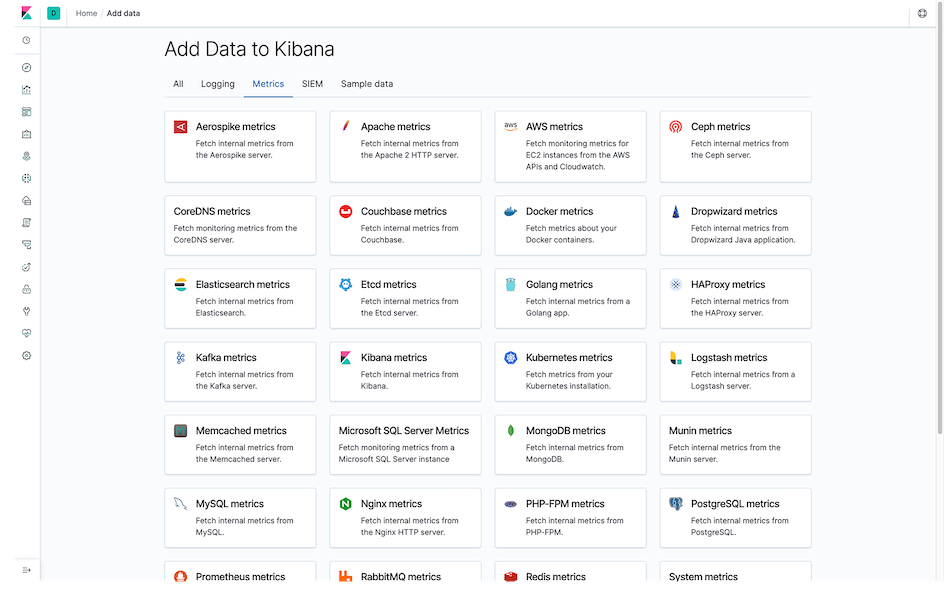 D Home / Add data
Add Data to Kibana
All Logging Metrics SIEM Sample data
Aerospike metrics
Fetch internal metrics from
the Aerospike server.
Apache metrics
Fetch internal metrics from
the Apache 2 HTTP server.
aws AWS metrics
Fetch monitoring metrics for
EC2 instances from the AWS
APIs and Cloudwatch.
Ceph metrics
Fetch internal metrics from
the Ceph server.
CoreDNS metrics
Fetch monitoring metrics from the
CoreDNS server.
Couchbase metrics
Fetch internal metrics from
Couchbase.
Docker metrics
Fetch metrics about your
Docker containers.
Dropwizard metrics
Fetch internal metrics from
Dropwizard Java application.
Elasticsearch metrics
Fetch internal metrics from
Elasticsearch.
Etcd metrics
Fetch internal metrics from
the Etcd server.
Golang metrics
Fetch internal metrics from a
Golang app.
HAProxy metrics
Fetch internal metrics from
the HAProxy server.
Kafka metrics
Fetch internal metrics from
the Kafka server.
Kibana metrics
Fetch internal metrics from
Kibana.
Kubernetes metrics
Fetch metrics from your
Kubernetes installation.
Logstash metrics
Fetch internal metrics from a
Logstash server.
Memcached metrics
Fetch internal metrics from
the Memcached server.
Microsoft SQL Server Metrics
Fetch monitoring metrics from a
Microsoft SQL Server instance
MongoDB metrics
Fetch internal metrics from
MongoDB.
Munin metrics
Fetch internal metrics from the
Munin server.
MySQL metrics
Fetch internal metrics from
MySQL.
Nginx metrics
Fetch internal metrics from
the Nginx HTTP server.
PHP-FPM metrics
Fetch internal metrics from
PHP-FPM.
PostgreSQL metrics
Fetch internal metrics from
PostgreSQL.
Prometheus metrics
RabbitMQ metrics
Redis metrics
System metrics